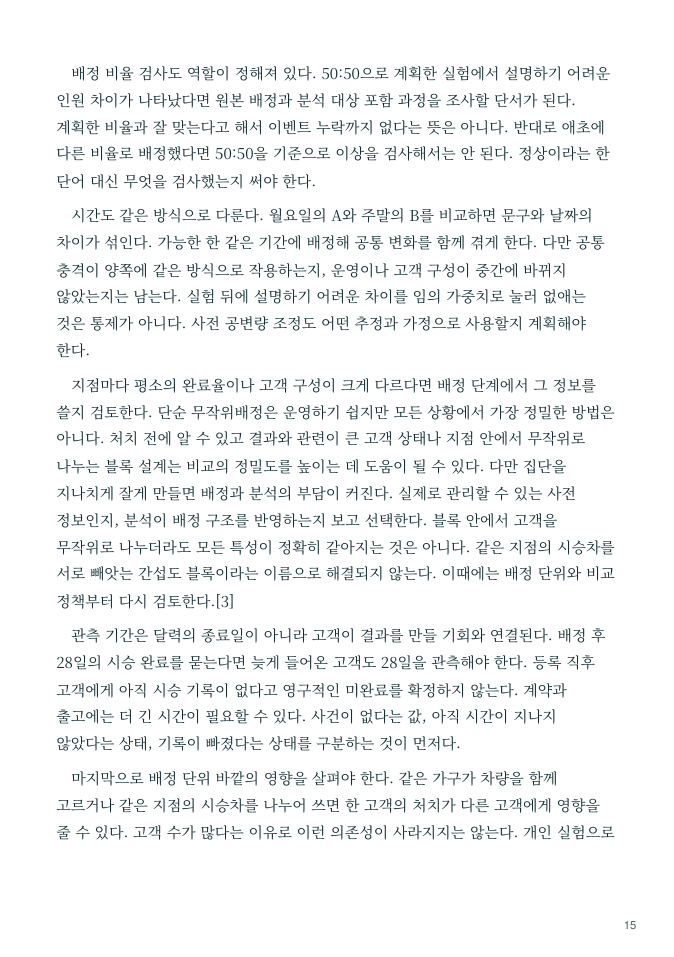 배정 비율 검사도 역할이 정해져 있다. 50:50으로 계획한 실험에서 설명하기 어려운
인원 차이가 나타났다면 원본 배정과 분석 대상 포함 과정을 조사할 단서가 된다.
계획한 비율과 잘 맞는다고 해서 이벤트 누락까지 없다는 뜻은 아니다. 반대로 애초에
다른 비율로 배정했다면 50:50을 기준으로 이상을 검사해서는 안 된다. 정상이라는 한
단어 대신 무엇을 검사했는지 써야 한다.
시간도 같은 방식으로 다룬다. 월요일의 A와 주말의 B를 비교하면 문구와 날짜의
차이가 섞인다. 가능한 한 같은 기간에 배정해 공통 변화를 함께 겪게 한다. 다만 공통
충격이 양쪽에 같은 방식으로 작용하는지, 운영이나 고객 구성이 중간에 바뀌지
않았는지는 남는다. 실험 뒤에 설명하기 어려운 차이를 임의 가중치로 눌러 없애는
것은 통제가 아니다. 사전 공변량 조정도 어떤 추정과 가정으로 사용할지 계획해야
한다.
지점마다 평소의 완료율이나 고객 구성이 크게 다르다면 배정 단계에서 그 정보를
쓸지 검토한다. 단순 무작위배정은 운영하기 쉽지만 모든 상황에서 가장 정밀한 방법은
아니다. 처치 전에 알 수 있고 결과와 관련이 큰 고객 상태나 지점 안에서 무작위로
나누는 블록 설계는 비교의 정밀도를 높이는 데 도움이 될 수 있다. 다만 집단을
지나치게 잘게 만들면 배정과 분석의 부담이 커진다. 실제로 관리할 수 있는 사전
정보인지, 분석이 배정 구조를 반영하는지 보고 선택한다. 블록 안에서 고객을
무작위로 나누더라도 모든 특성이 정확히 같아지는 것은 아니다. 같은 지점의 시승차를
서로 빼앗는 간섭도 블록이라는 이름으로 해결되지 않는다. 이때에는 배정 단위와 비교
정책부터 다시 검토한다.[3]
관측 기간은 달력의 종료일이 아니라 고객이 결과를 만들 기회와 연결된다. 배정 후
28일의 시승 완료를 묻는다면 늦게 들어온 고객도 28일을 관측해야 한다. 등록 직후
고객에게 아직 시승 기록이 없다고 영구적인 미완료를 확정하지 않는다. 계약과
출고에는 더 긴 시간이 필요할 수 있다. 사건이 없다는 값, 아직 시간이 지나지
않았다는 상태, 기록이 빠졌다는 상태를 구분하는 것이 먼저다.
마지막으로 배정 단위 바깥의 영향을 살펴야 한다. 같은 가구가 차량을 함께
고르거나 같은 지점의 시승차를 나누어 쓰면 한 고객의 처치가 다른 고객에게 영향을
줄 수 있다. 고객 수가 많다는 이유로 이런 의존성이 사라지지는 않는다. 개인 실험으로
15